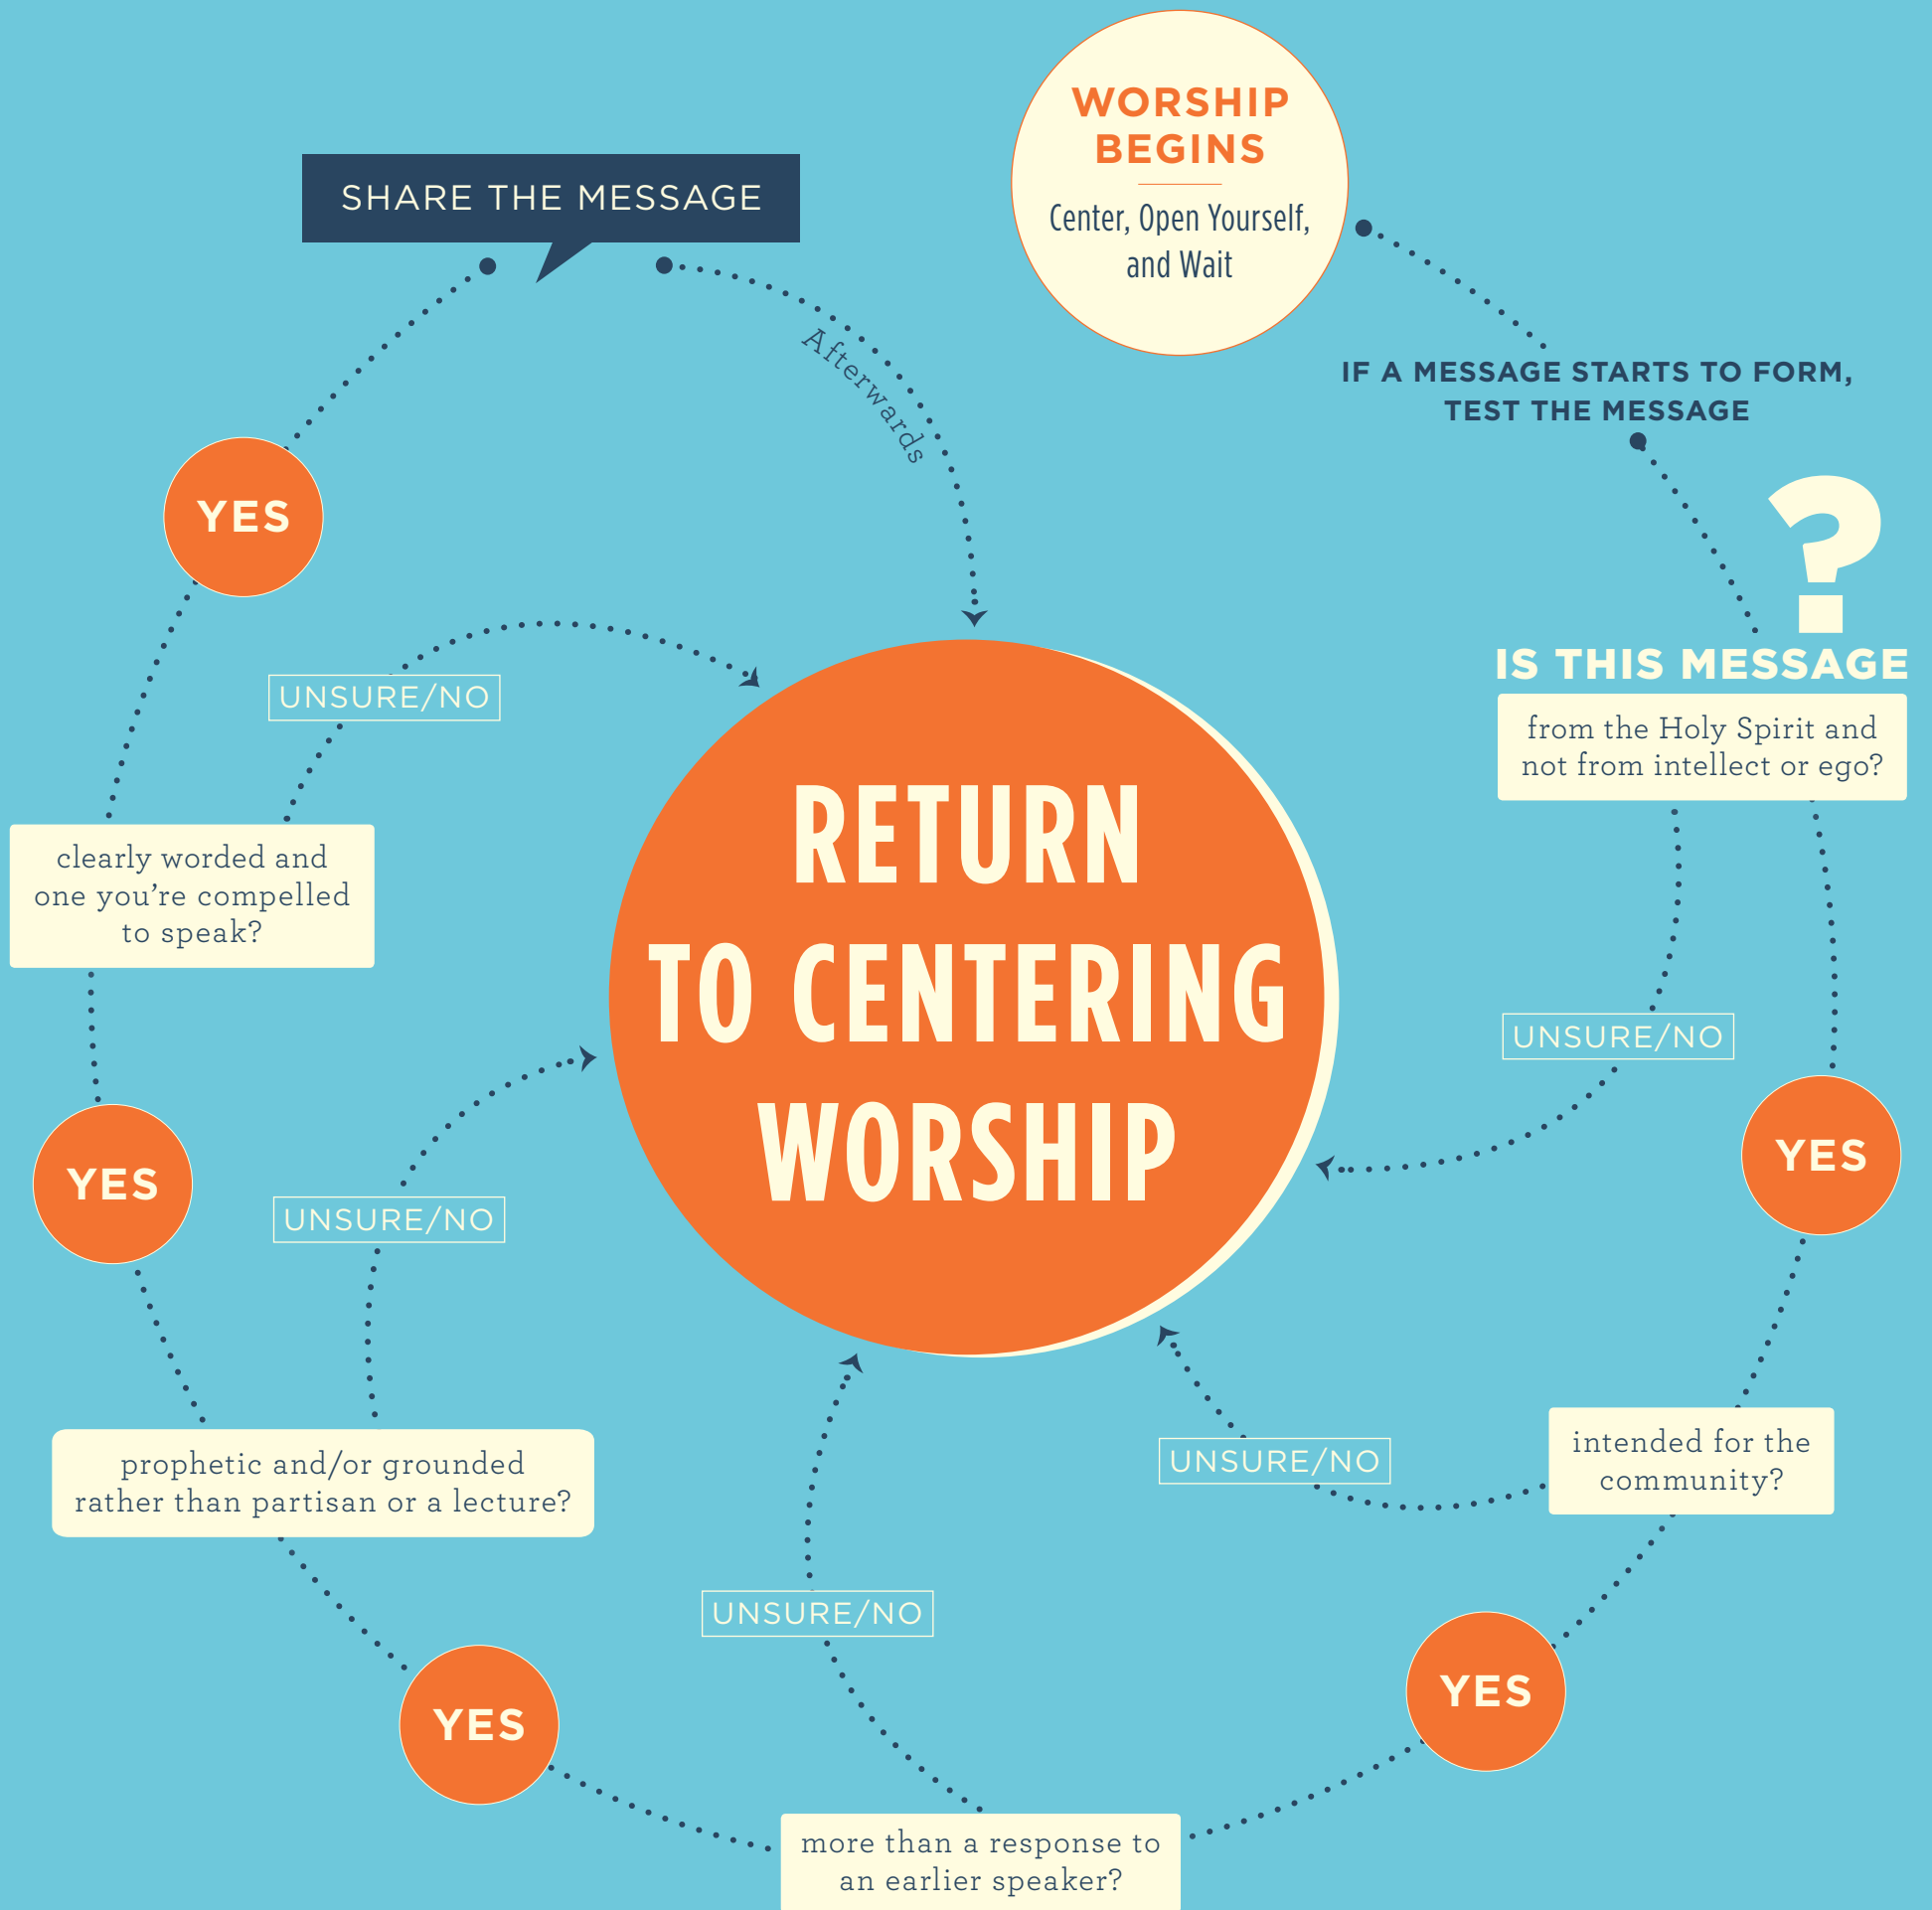 WORSHIP
BEGINS
Center, Open Yourself,
and Wait
IF A MESSAGE STARTS TO FORM,
TEST THE MESSAGE
?
IS THIS MESSAGE
from the Holy Spirit and
not from intellect or ego?
UNSURE/NO
YES
intended for the
community?
UNSURE/NO
YES
more than a response to
an earlier speaker?
UNSURE/NO
YES
prophetic and/or grounded
rather than partisan or a lecture?
UNSURE/NO
YES
clearly worded and
one you’re compelled
to speak?
UNSURE/NO
YES
SHARE THE MESSAGE
Afterwards
RETURN
TO CENTERING
WORSHIP